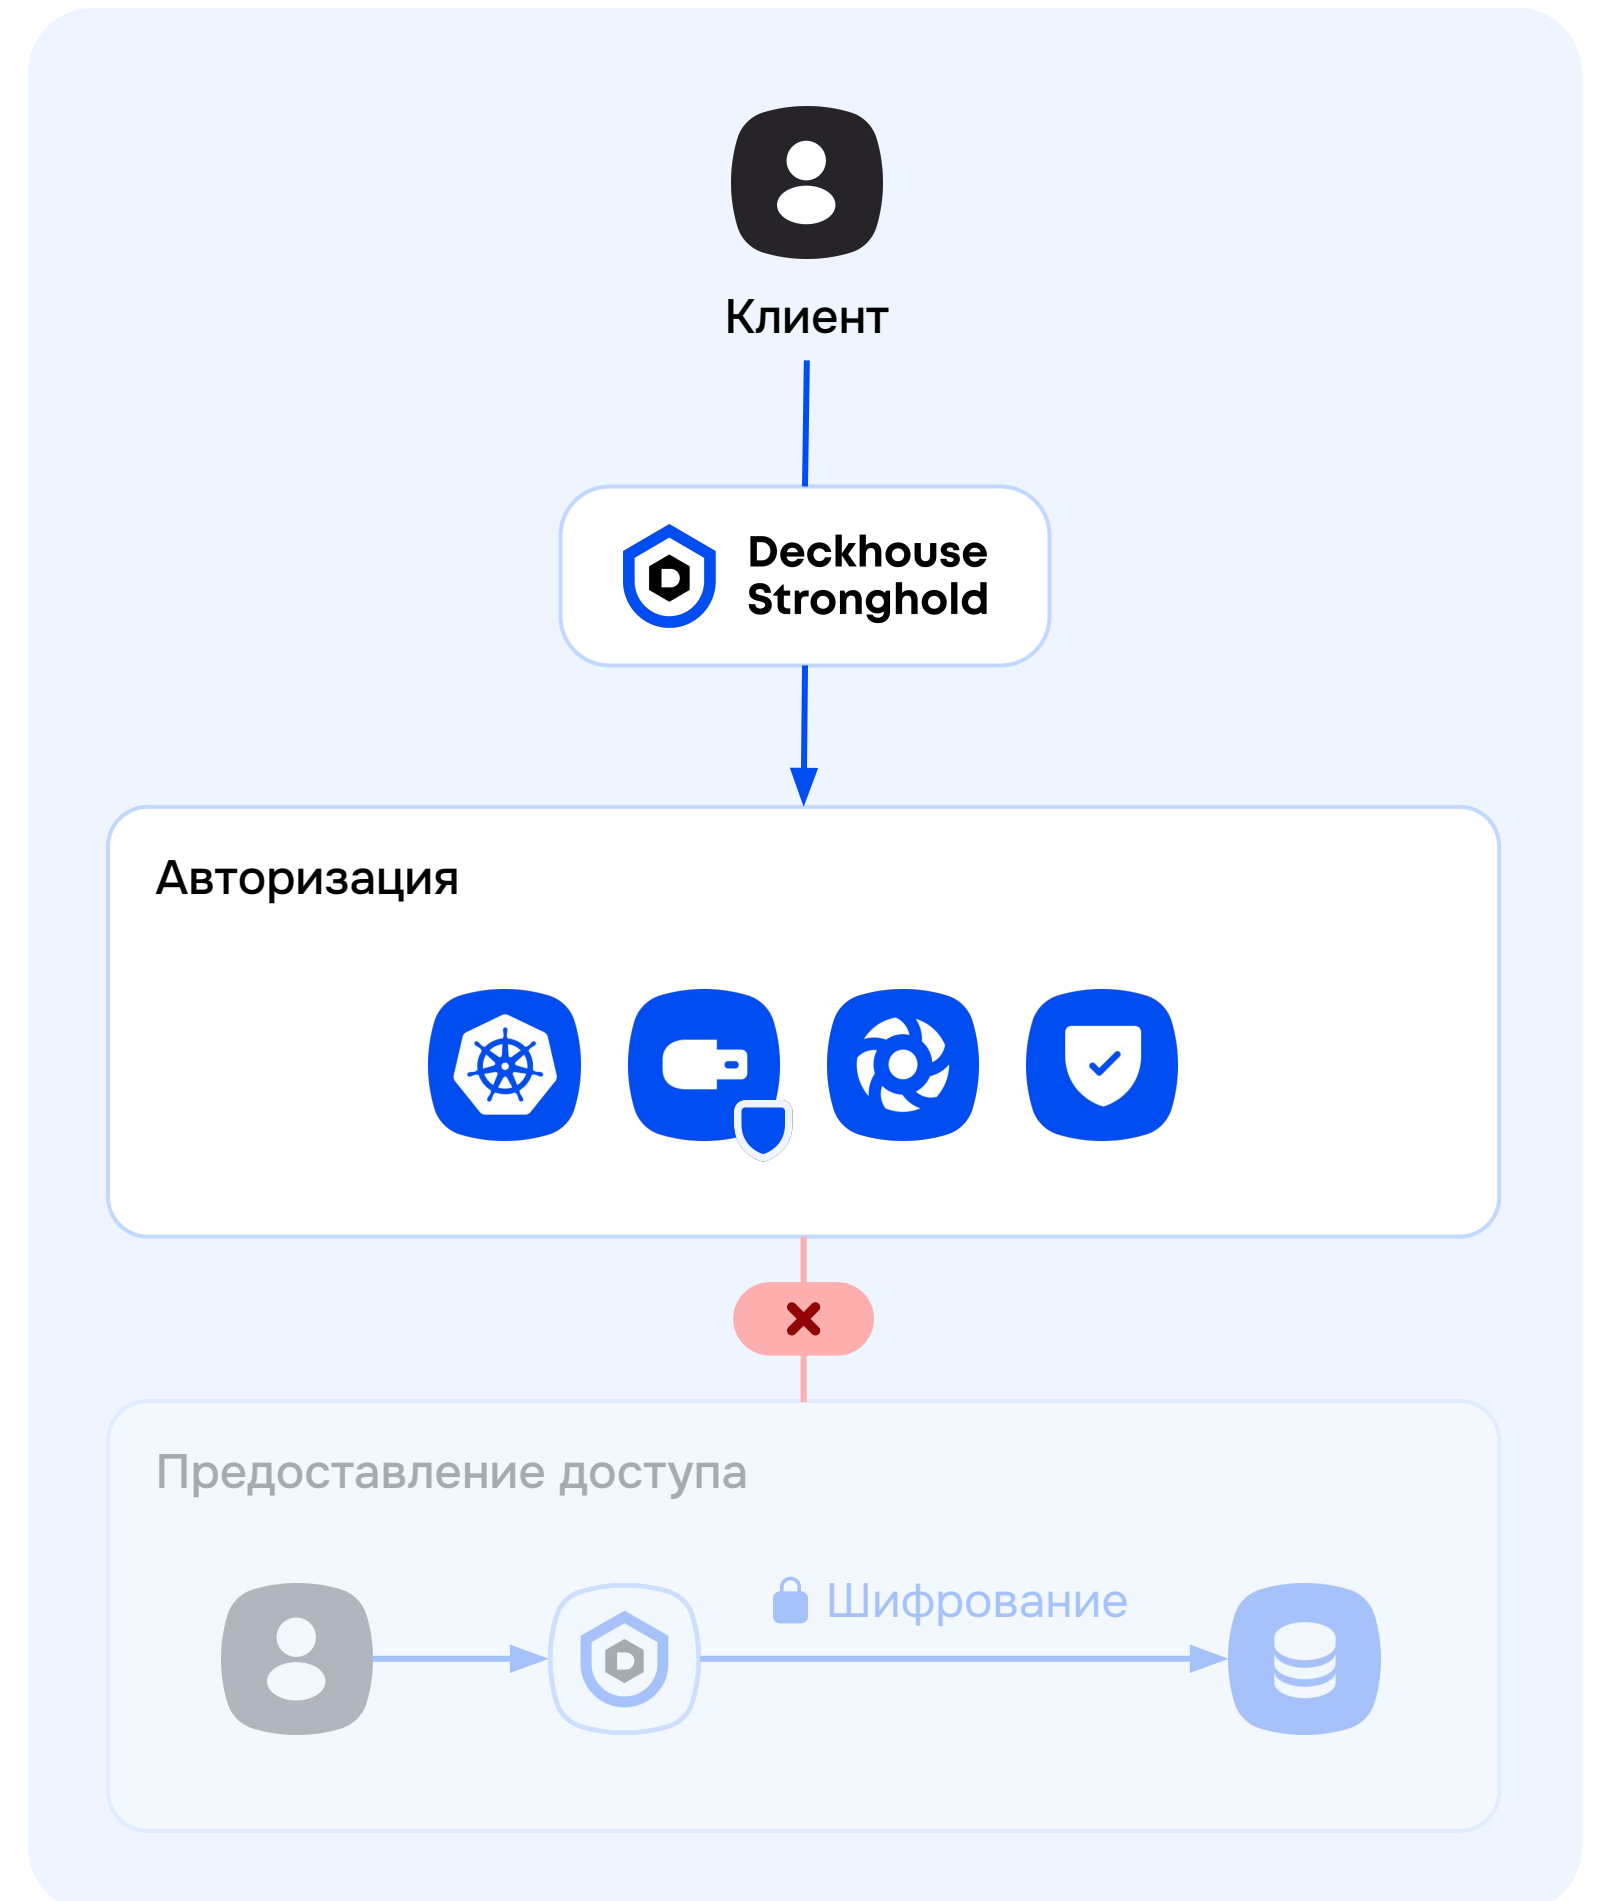 Клиент
Deckhouse
Stronghold
Авторизация
Предоставление доступа
Шифрование